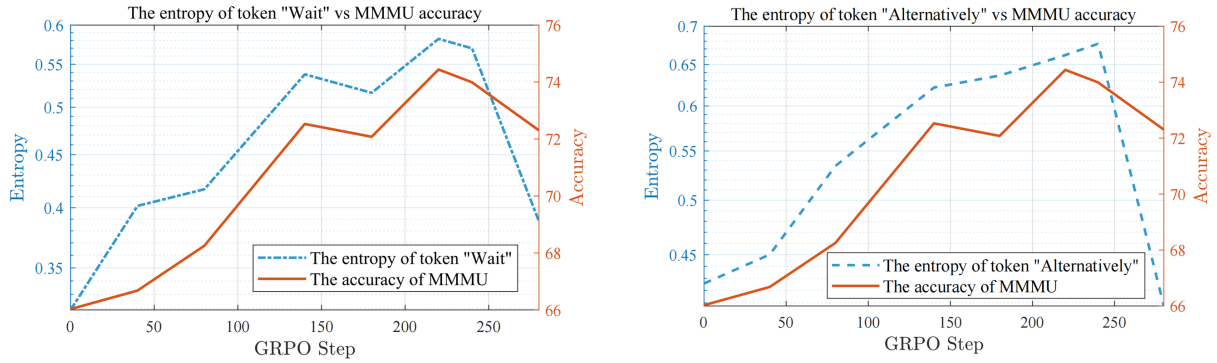 The entropy of token "Wait" vs MMMU accuracy
0.6
0.55
0.5
0.45
0.4
0.35
Entropy
76
74
72
70
68
66
Accuracy
The entropy of token "Wait"
The accuracy of MMMU
0 50 100 150 200 250
GRPO Step
The entropy of token "Alternatively" vs MMMU accuracy
0.7
0.65
0.6
0.55
0.5
0.45
Entropy
76
74
72
70
68
66
Accuracy
The entropy of token "Alternatively"
The accuracy of MMMU
0 50 100 150 200 250
GRPO Step